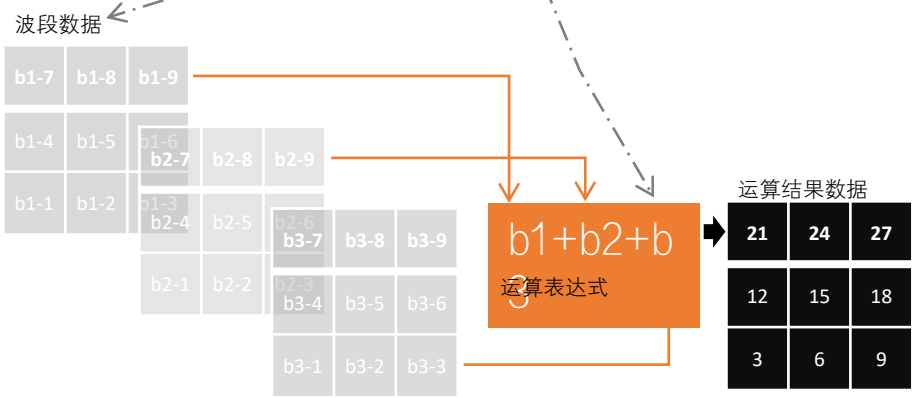 波段数据
b1-7 b1-8 b1-9
b1-4 b1-5 b1-6
b1-1 b1-2 b1-3
b2-7 b2-8 b2-9
b2-4 b2-5 b2-6
b2-1 b2-2 b2-3
b3-7 b3-8 b3-9
b3-4 b3-5 b3-6
b3-1 b3-2 b3-3
b1+b2+b
3
运算表达式
运算结果数据
21 24 27
12 15 18
3 6 9